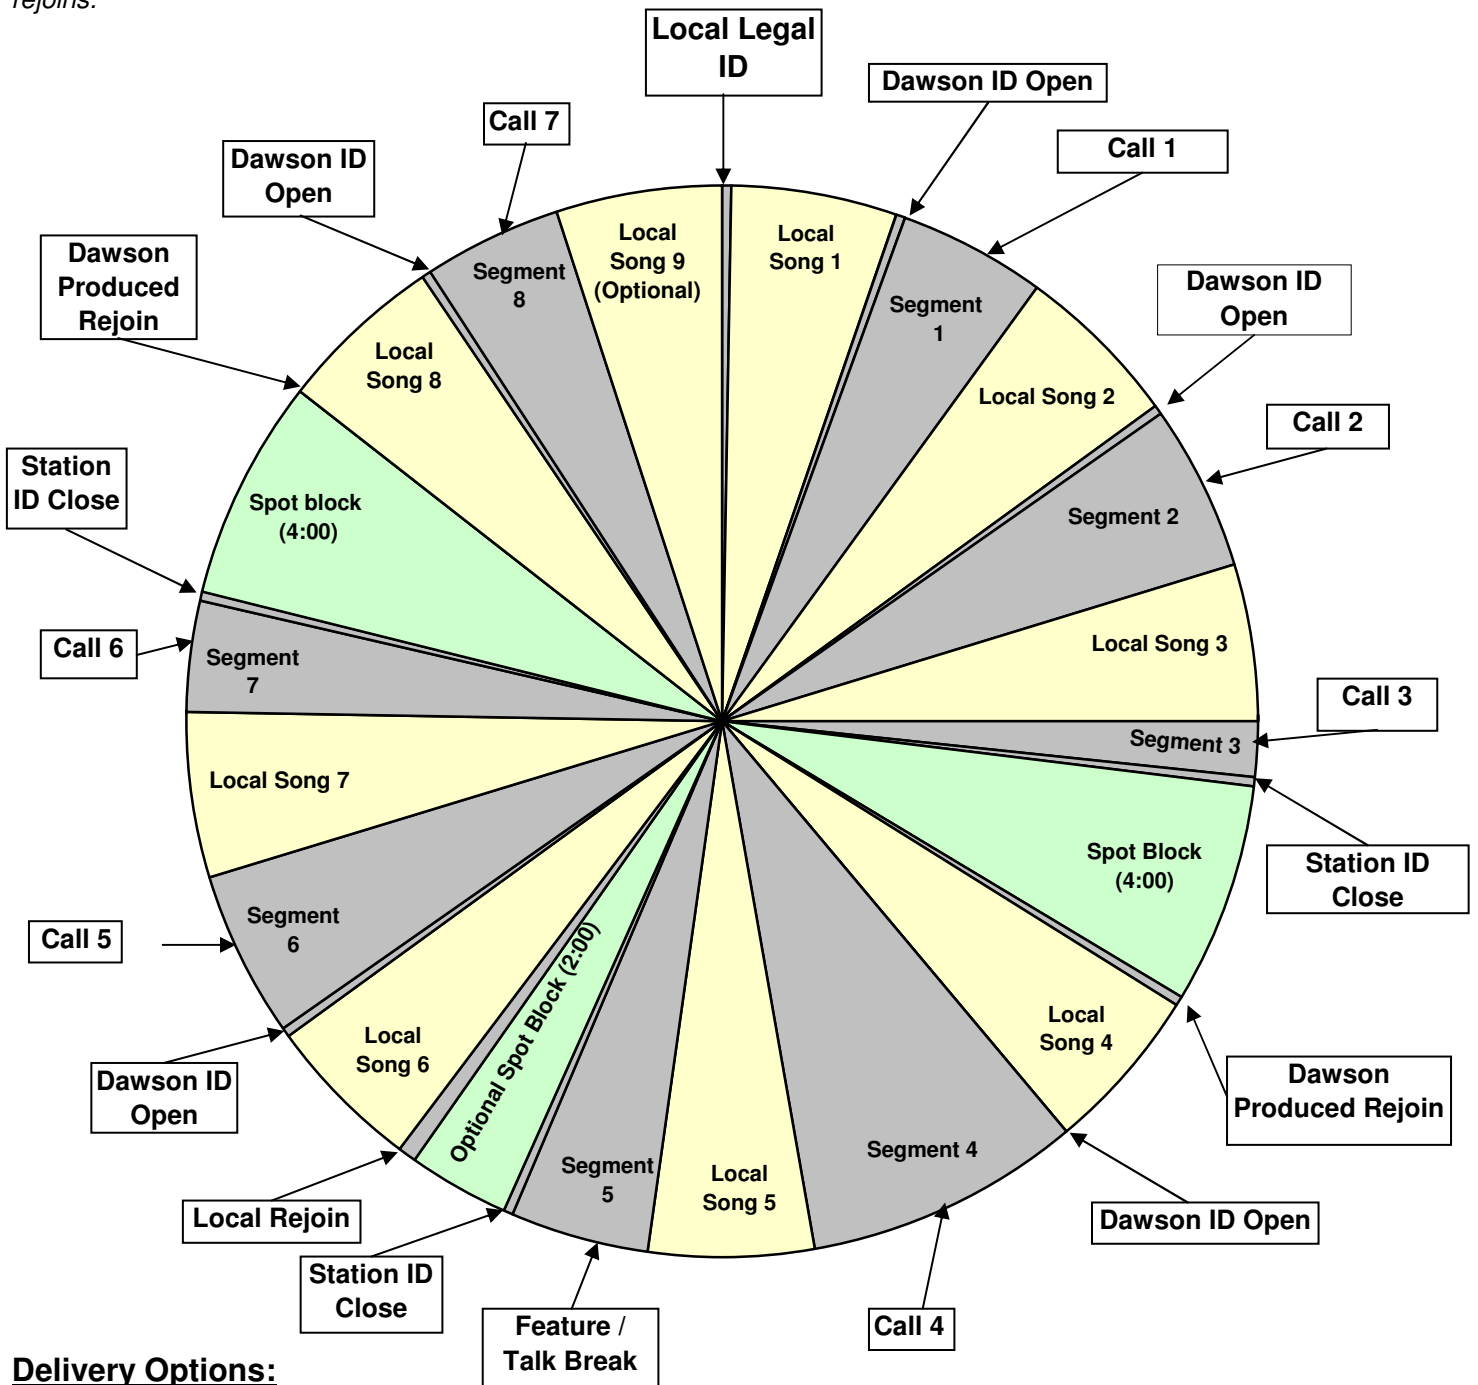 rejoins.
Local Legal
ID
Dawson ID Open
Call 7
Call 1
Dawson ID
Open
Dawson
Produced
Rejoin
Dawson ID
Open
Call 2
Station
ID Close
Call 6
Call 3
Station ID
Close
Call 5
Dawson
Produced Rejoin
Dawson ID
Open
Dawson ID Open
Local Rejoin
Station ID
Close
Feature /
Talk Break
Call 4
Local
Song 1
Segment
1
Local Song 2
Segment 2
Local Song 3
Segment 3
Spot Block
(4:00)
Local
Song 4
Segment 4
Local
Song 5
Segment
5
Optional Spot Block (2:00)
Local
Song 6
Segment
6
Local Song 7
Segment
7
Spot block
(4:00)
Local
Song 8
Segment
8
Local
Song 9
(Optional)
Delivery Options: